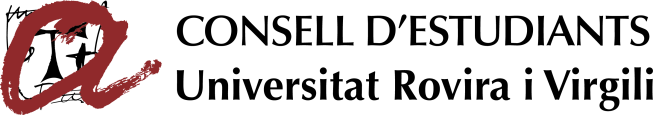 CONSELL D’ESTUDIANTS
Universitat Rovira i Virgili